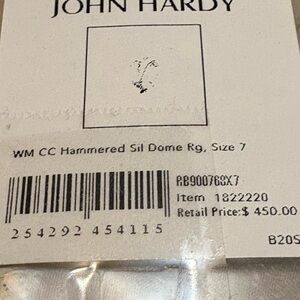 JOHN HARDY
WM CC Hammered Sil Dome Rg, Size 7
RB90076SX7
Item 1822220
Retail Price:$ 450.00
254292 454115
B20S